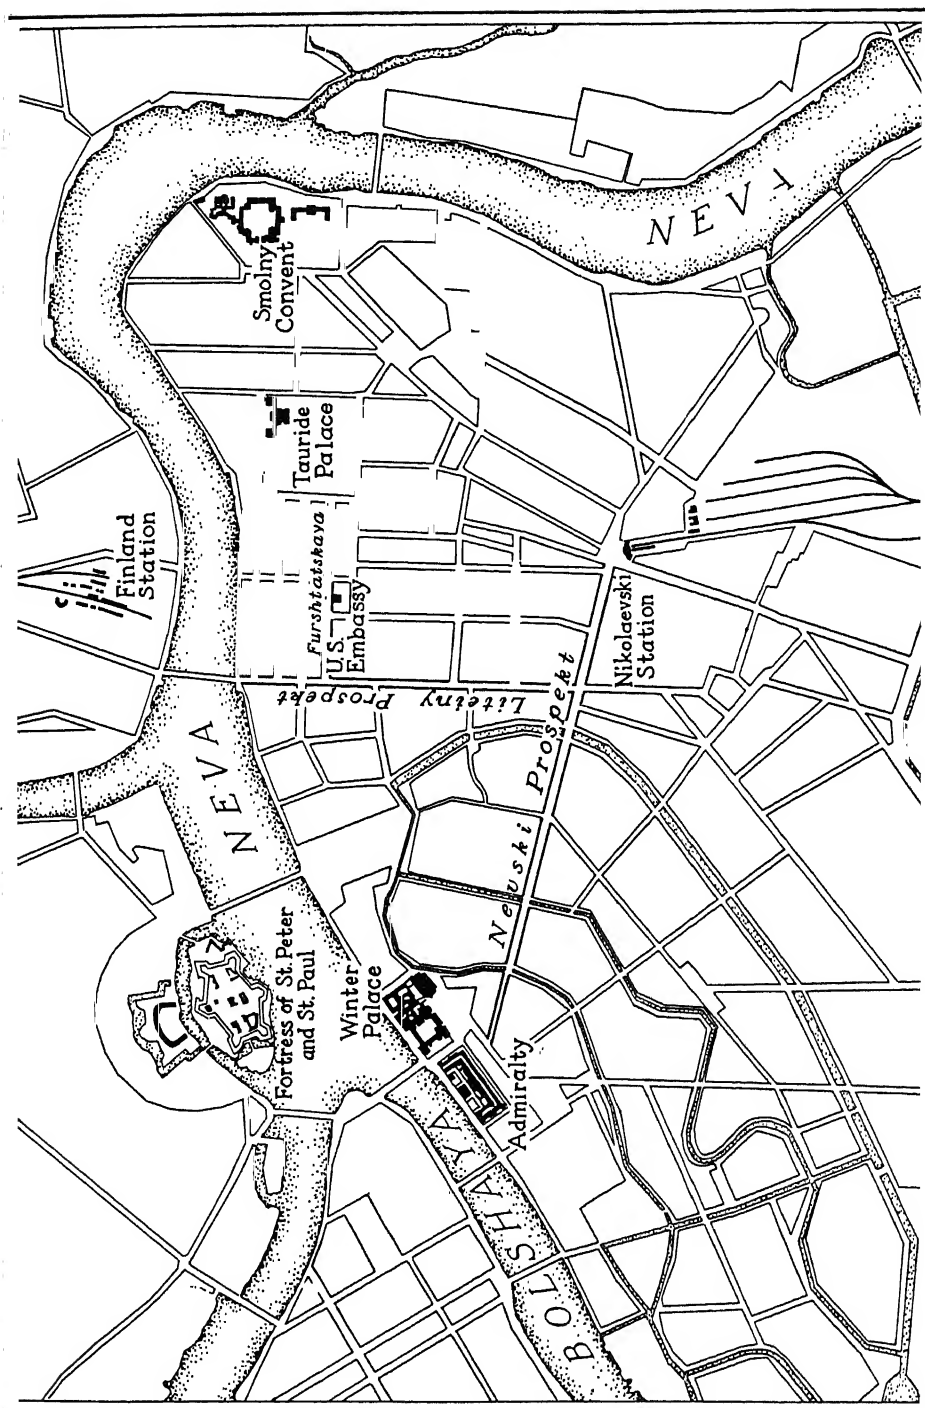 Finland
Station
NEVA
Fortress of St. Peter
and St. Paul
Winter
Palace
BOLSHAYA
Admiralty
Nevski Prospekt
Liteiny Prospekt
Furshtatskaya
U.S.
Embassy
Tauride
Palace
Smolny
Convent
Nikolaevski
Station
NEVA